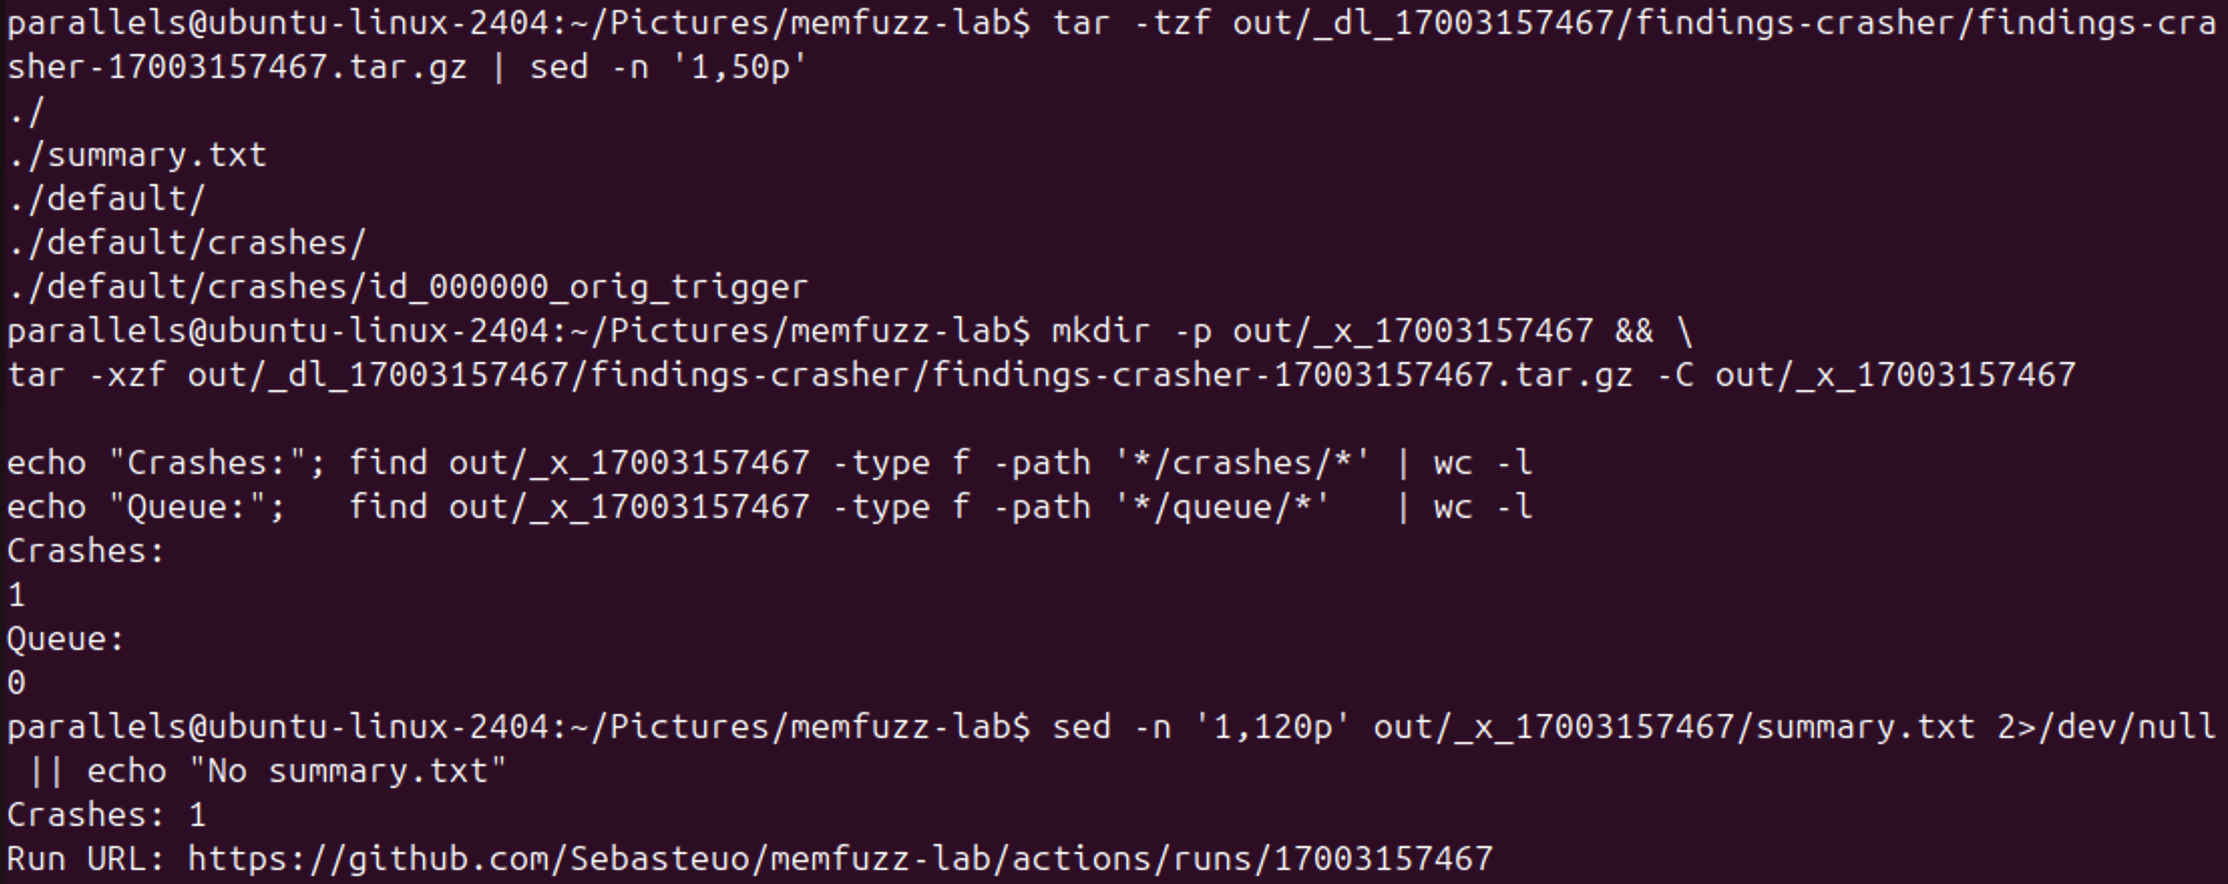 parallels@ubuntu-linux-2404:~/Pictures/memfuzz-lab$ tar -tzf out/_dl_17003157467/findings-crasher/findings-cra
sher-17003157467.tar.gz | sed -n '1,50p'
./
./summary.txt
./default/
./default/crashes/
./default/crashes/id_000000_orig_trigger
parallels@ubuntu-linux-2404:~/Pictures/memfuzz-lab$ mkdir -p out/_x_17003157467 && \
tar -xzf out/_dl_17003157467/findings-crasher/findings-crasher-17003157467.tar.gz -C out/_x_17003157467

echo "Crashes:"; find out/_x_17003157467 -type f -path '*/crashes/*' | wc -l
echo "Queue:";   find out/_x_17003157467 -type f -path '*/queue/*'   | wc -l
Crashes:
1
Queue:
0
parallels@ubuntu-linux-2404:~/Pictures/memfuzz-lab$ sed -n '1,120p' out/_x_17003157467/summary.txt 2>/dev/null
 || echo "No summary.txt"
Crashes: 1
Run URL: https://github.com/Sebasteuo/memfuzz-lab/actions/runs/17003157467